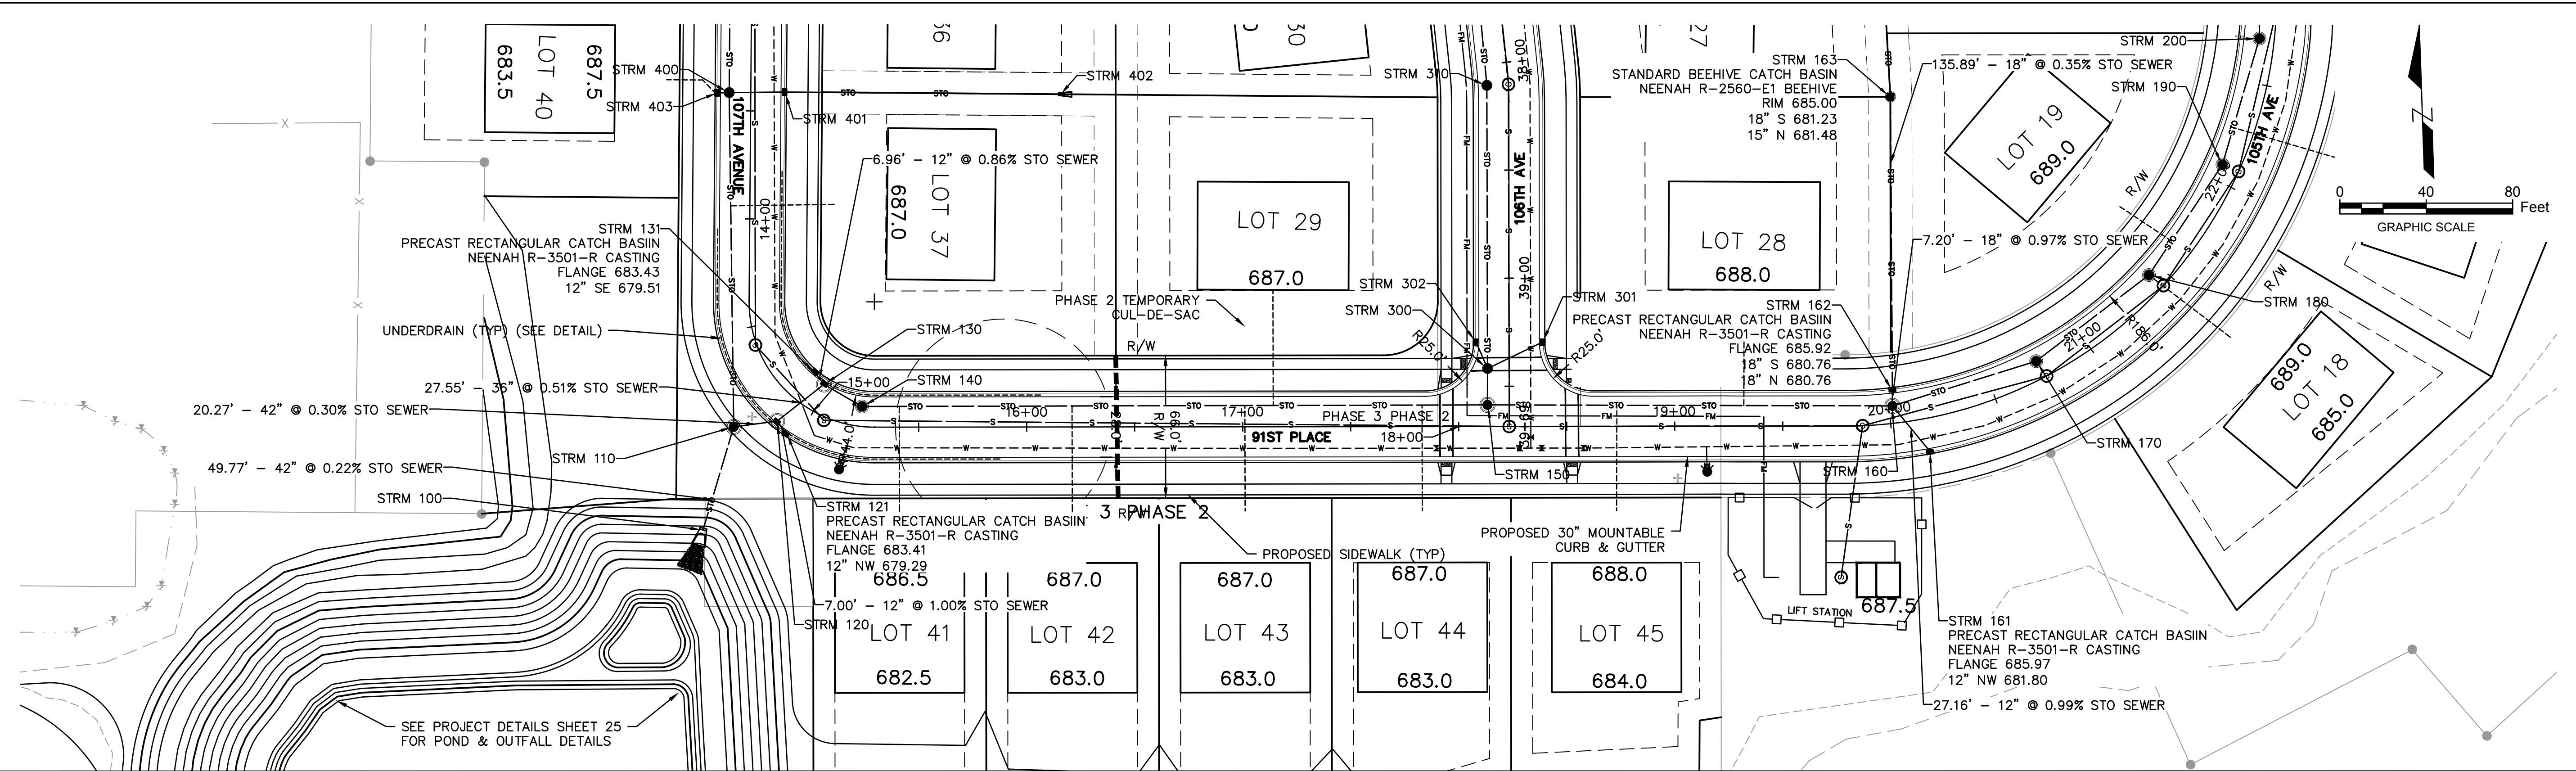 683.5
LOT 40
687.5
STRM 400
STRM 403
107TH AVENUE
STRM 401
STRM 402
36
30
27
STRM 310
38+00
STRM 163
STANDARD BEEHIVE CATCH BASIN
NEENAH R-2560-E1 BEEHIVE
RIM 685.00
18" S 681.23
15" N 681.48
135.89' - 18" @ 0.35% STO SEWER
STRM 200
STRM 190
105TH AVE
LOT 19
689.0
R/W
22+00
N
0 40 80
Feet
GRAPHIC SCALE
6.96' - 12" @ 0.86% STO SEWER
LOT 37
687.0
14+00
STRM 131
PRECAST RECTANGULAR CATCH BASIIN
NEENAH R-3501-R CASTING
FLANGE 683.43
12" SE 679.51
LOT 29
687.0
106TH AVE
39+00
LOT 28
688.0
7.20' - 18" @ 0.97% STO SEWER
R/W
PHASE 2 TEMPORARY
CUL-DE-SAC
STRM 302
STRM 300
STRM 301
STRM 162
PRECAST RECTANGULAR CATCH BASIIN
NEENAH R-3501-R CASTING
FLANGE 685.92
18" S 680.76
18" N 680.76
STRM 180
UNDERDRAIN (TYP) (SEE DETAIL)
STRM 130
R/W
R25.0'
R25.0'
R186.0'
21+00
27.55' - 36" @ 0.51% STO SEWER
15+00
STRM 140
20.27' - 42" @ 0.30% STO SEWER
16+00
17+00
PHASE 3 PHASE 2
18+00
19+00
20+00
66.0'
R/W
91ST PLACE
39+69
STRM 110
STRM 150
STRM 160
STRM 170
49.77' - 42" @ 0.22% STO SEWER
STRM 100
STRM 121
PRECAST RECTANGULAR CATCH BASIIN
NEENAH R-3501-R CASTING
FLANGE 683.41
12" NW 679.29
3 PHASE 2
R/W
PROPOSED SIDEWALK (TYP)
PROPOSED 30" MOUNTABLE
CURB & GUTTER
689.0
LOT 18
685.0
7.00' - 12" @ 1.00% STO SEWER
STRM 120
686.5
LOT 41
682.5
687.0
LOT 42
683.0
687.0
LOT 43
683.0
687.0
LOT 44
683.0
688.0
LOT 45
684.0
LIFT STATION
687.5
STRM 161
PRECAST RECTANGULAR CATCH BASIIN
NEENAH R-3501-R CASTING
FLANGE 685.97
12" NW 681.80
27.16' - 12" @ 0.99% STO SEWER
SEE PROJECT DETAILS SHEET 25
FOR POND & OUTFALL DETAILS